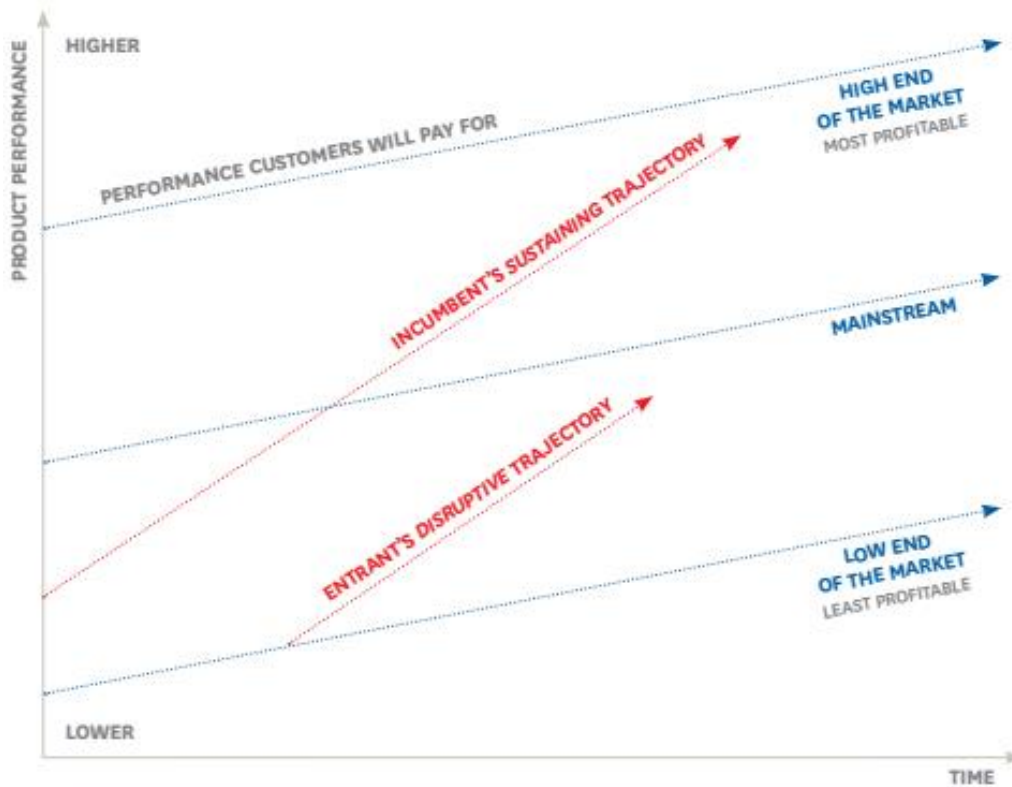 PRODUCT PERFORMANCE
HIGHER
PERFORMANCE CUSTOMERS WILL PAY FOR
HIGH END
OF THE MARKET
MOST PROFITABLE
INCUMBENT'S SUSTAINING TRAJECTORY
MAINSTREAM
ENTRANT'S DISRUPTIVE TRAJECTORY
LOW END
OF THE MARKET
LEAST PROFITABLE
LOWER
TIME